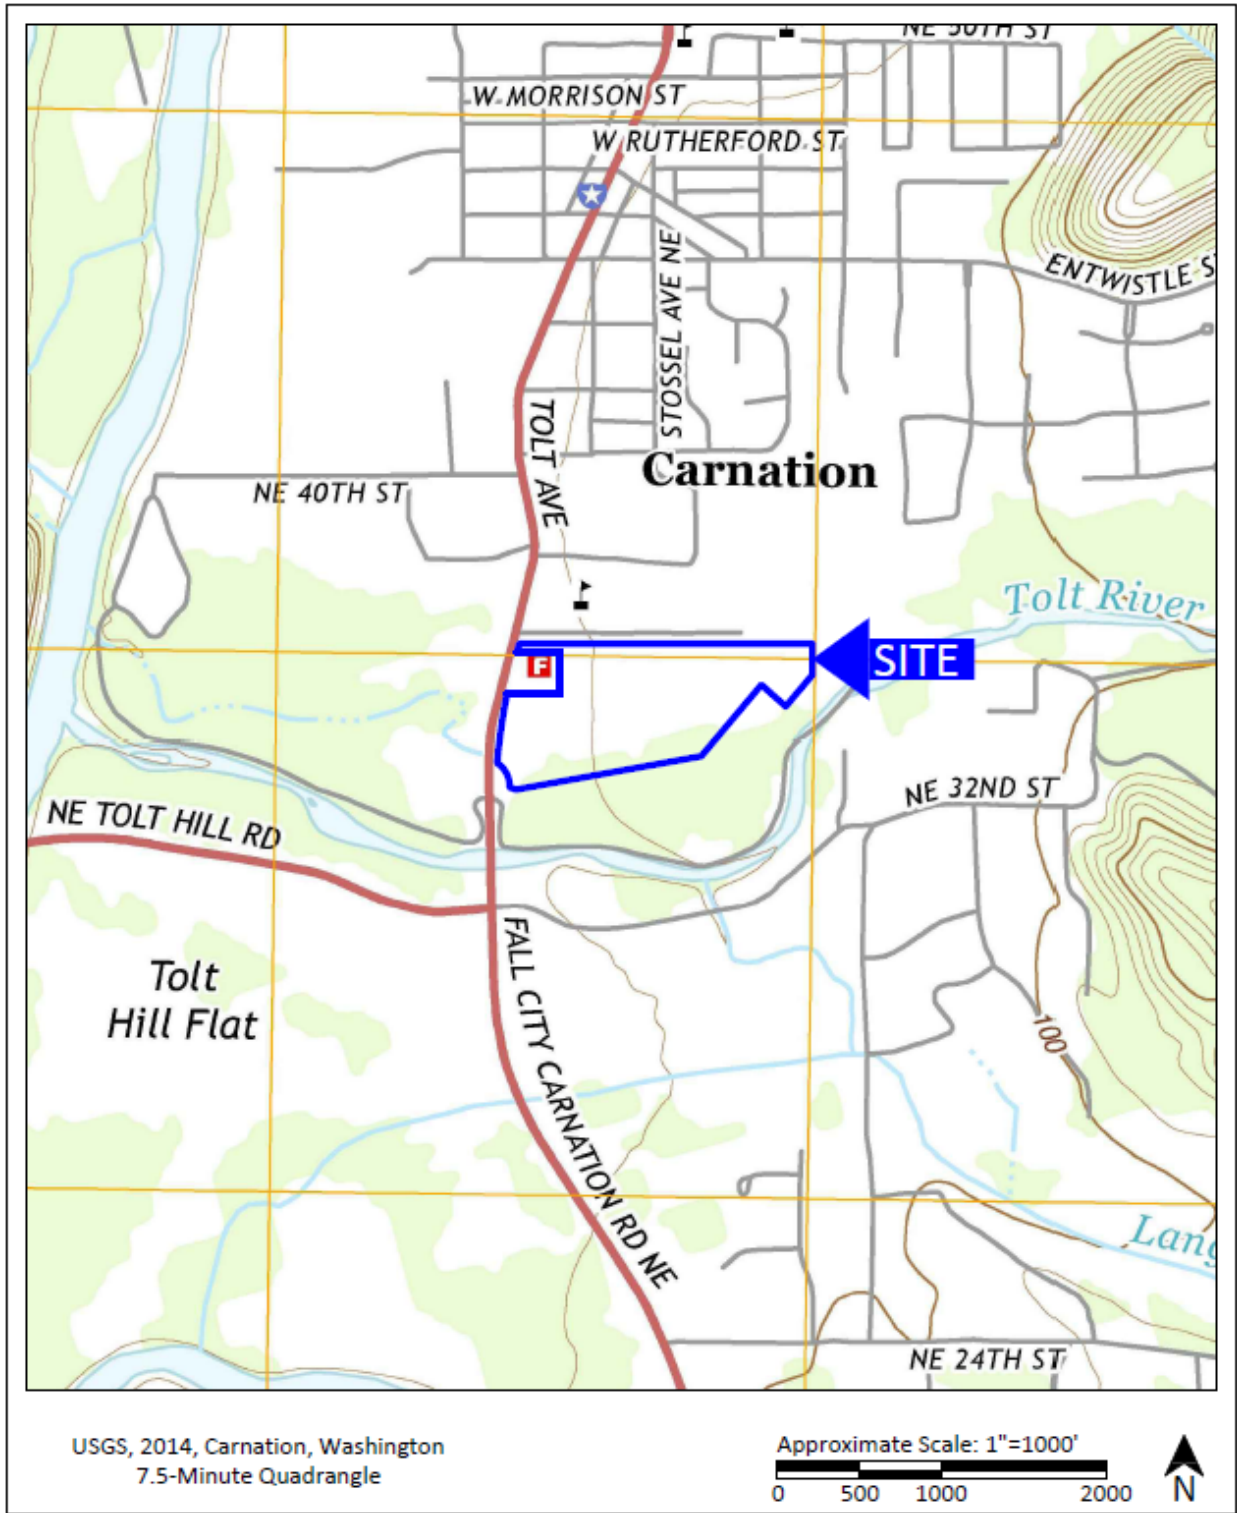 NE 50TH ST
W MORRISON ST
W RUTHERFORD ST
ENTWISTLE S
STOSSEL AVE NE
TOLT AVE
Carnation
NE 40TH ST
Tolt River
F
SITE
NE 32ND ST
NE TOLT HILL RD
FALL CITY CARNATION RD NE
Tolt
Hill Flat
100
Lang
NE 24TH ST
USGS, 2014, Carnation, Washington
7.5-Minute Quadrangle
Approximate Scale: 1"=1000'
0 500 1000 2000
N